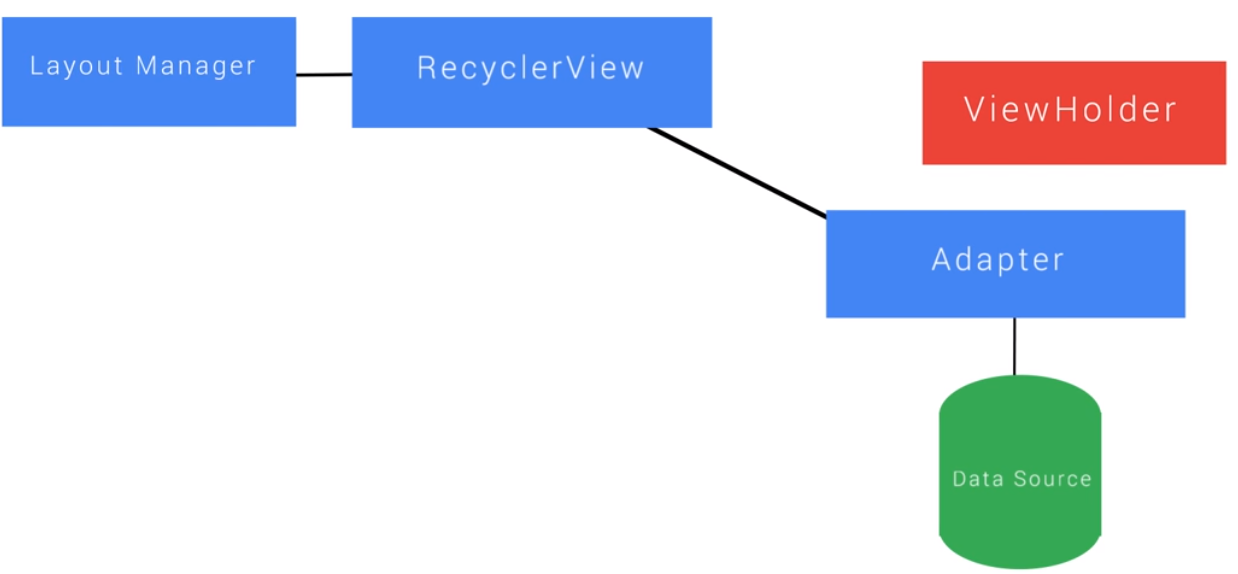 Layout Manager
RecyclerView
ViewHolder
Adapter
Data Source